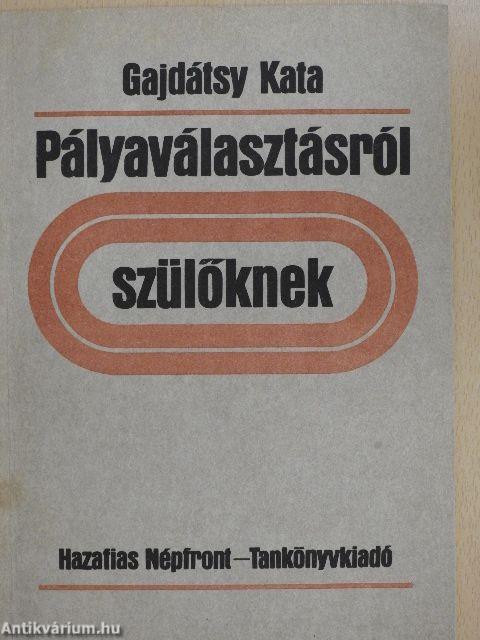 Gajdátsy Kata
Pályaválasztásról
szülőknek
Hazafias Népfront–Tankönyvkiadó
Antikvárium.hu